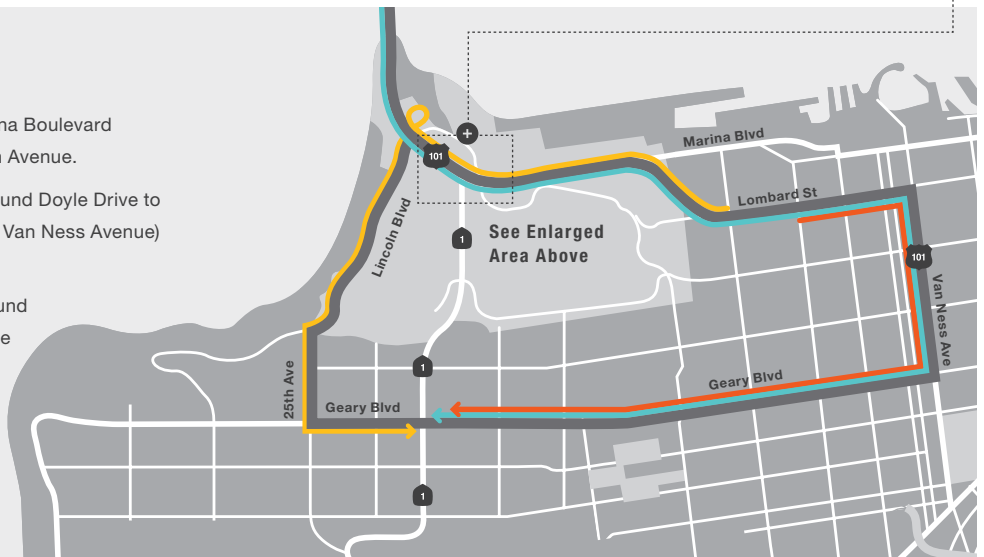 na Boulevard
n Avenue.
und Doyle Drive to
Van Ness Avenue)
und
e
+
101
Marina Blvd
Lombard St
Lincoln Blvd
1
See Enlarged
Area Above
101
Van Ness Ave
1
25th Ave
Geary Blvd
Geary Blvd
1